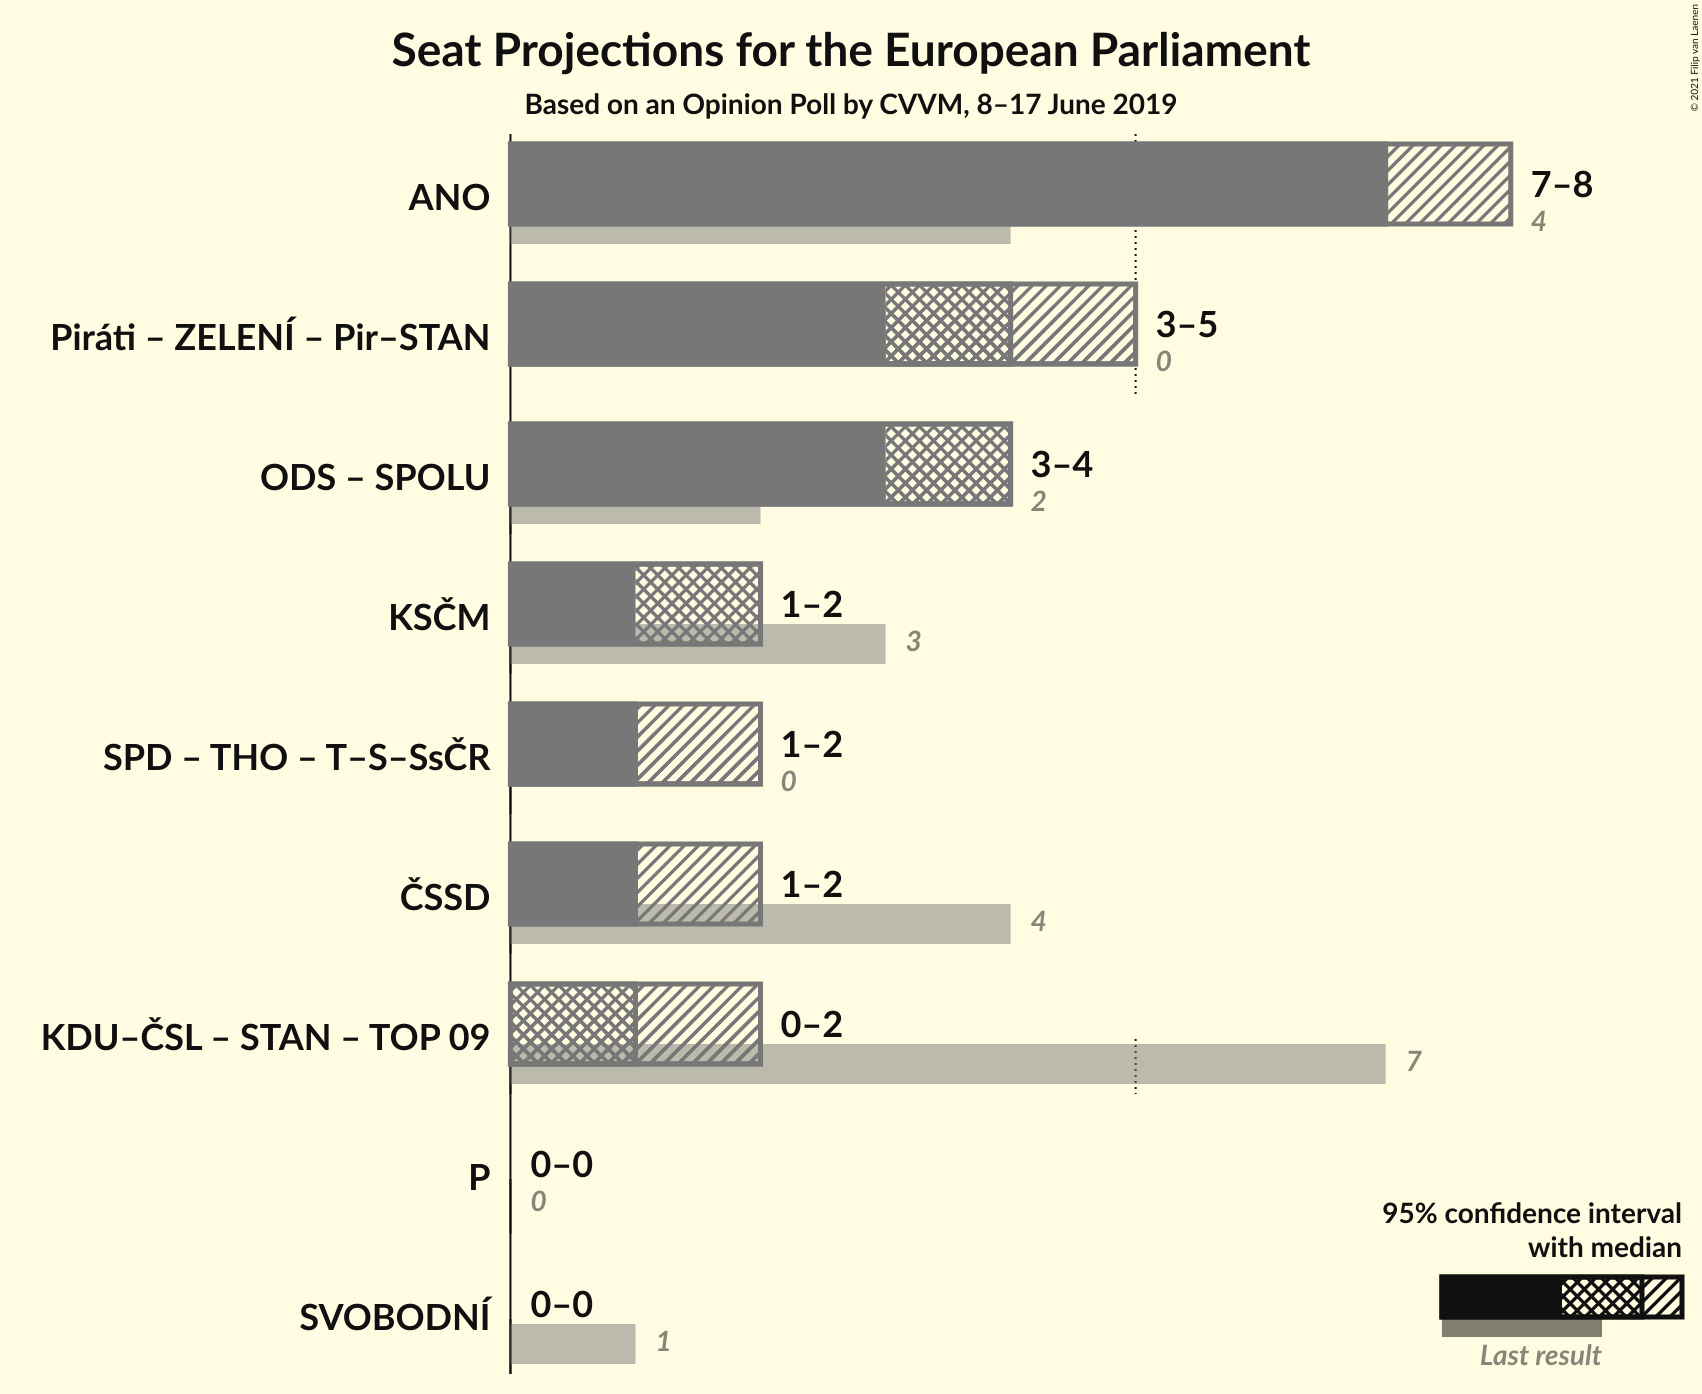 Seat Projections for the European Parliament
Based on an Opinion Poll by CVVM, 8–17 June 2019
© 2021 Filip van Laenen
ANO
7–8
4
Piráti – ZELENÍ – Pir–STAN
3–5
0
ODS – SPOLU
3–4
2
KSČM
1–2
3
SPD – THO – T–S–SsČR
1–2
0
ČSSD
1–2
4
KDU–ČSL – STAN – TOP 09
0–2
7
P
0–0
0
SVOBODNÍ
0–0
1
95% confidence interval
with median
Last result